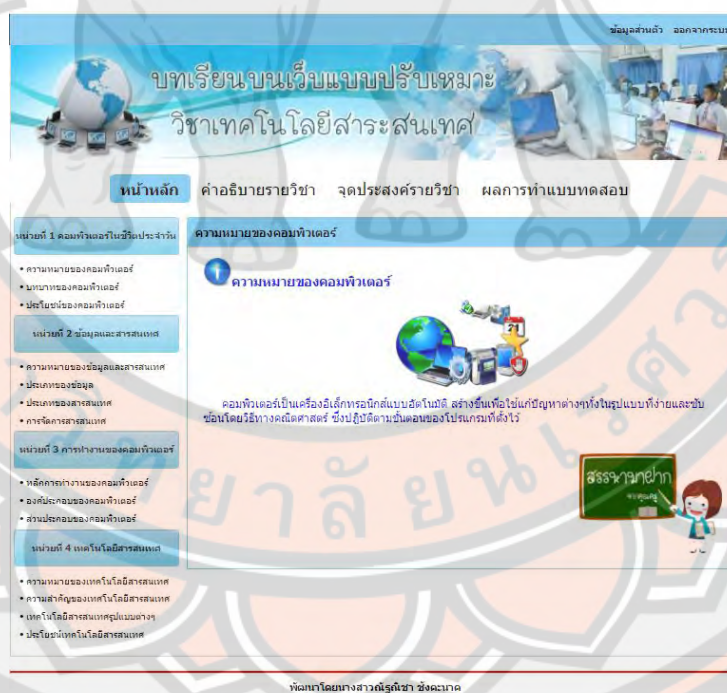 ข้อมูลส่วนตัว ออกจากระบบ
บทเรียนบนเว็บแบบปรับเหมาะ
วิชาเทคโนโลยีสาระสนเทศ
หน้าหลัก คำอธิบายรายวิชา จุดประสงค์รายวิชา ผลการทำแบบทดสอบ
หน่วยที่ 1 คอมพิวเตอร์ในชีวิตประจำวัน
• ความหมายของคอมพิวเตอร์
• บทบาทของคอมพิวเตอร์
• ประโยชน์ของคอมพิวเตอร์
หน่วยที่ 2 ข้อมูลและสารสนเทศ
• ความหมายของข้อมูลและสารสนเทศ
• ประเภทของข้อมูล
• ประเภทของสารสนเทศ
• การจัดการสารสนเทศ
หน่วยที่ 3 การทำงานของคอมพิวเตอร์
• หลักการทำงานของคอมพิวเตอร์
• องค์ประกอบของคอมพิวเตอร์
• ส่วนประกอบของคอมพิวเตอร์
หน่วยที่ 4 เทคโนโลยีสารสนเทศ
• ความหมายของเทคโนโลยีสารสนเทศ
• ความสำคัญของเทคโนโลยีสารสนเทศ
• เทคโนโลยีสารสนเทศรูปแบบต่างๆ
• ประโยชน์เทคโนโลยีสารสนเทศ
ความหมายของคอมพิวเตอร์
ความหมายของคอมพิวเตอร์
คอมพิวเตอร์เป็นเครื่องอิเล็กทรอนิกส์แบบอัตโนมัติ สร้างขึ้นเพื่อใช้แก้ปัญหาต่างๆทั้งในรูปแบบที่ง่ายและซับ
ซ้อนโดยวิธีทางคณิตศาสตร์ ซึ่งปฏิบัติตามขั้นตอนของโปรแกรมที่ตั้งไว้
31
สรรหามาฝาก
พัฒนาโดยนางสาวณัฐณิชา